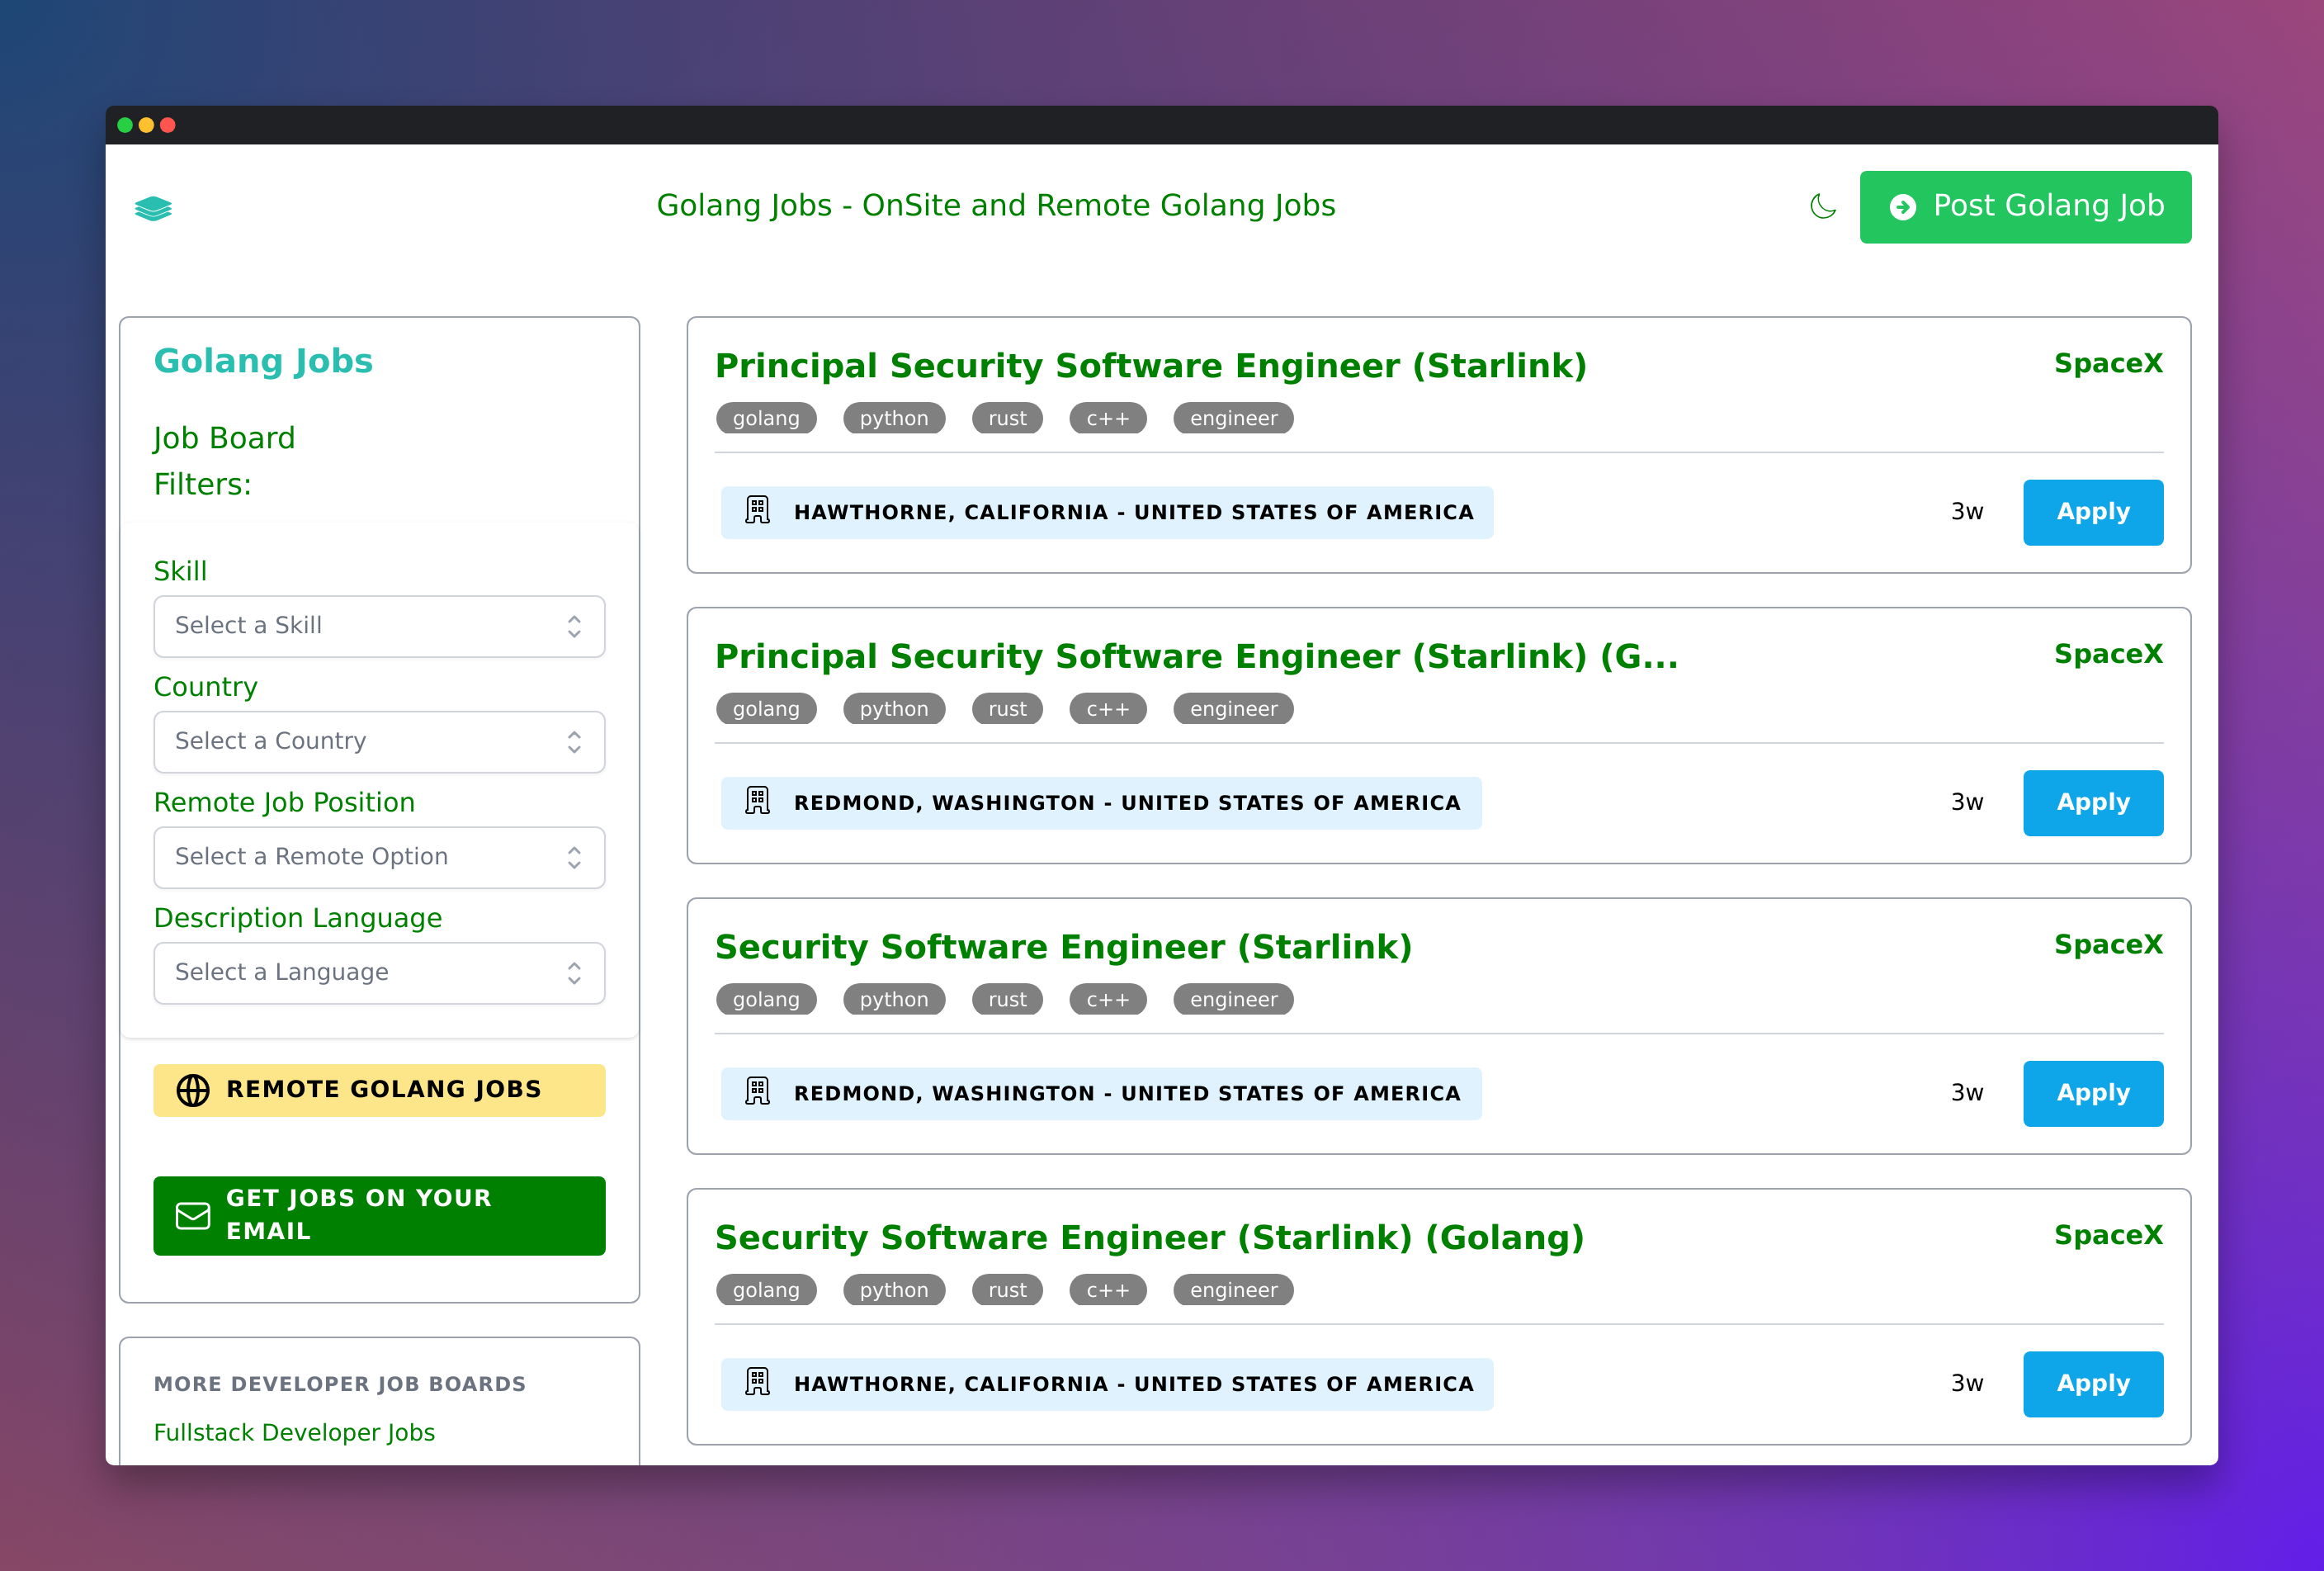 Golang Jobs - OnSite and Remote Golang Jobs
Post Golang Job
Golang Jobs
Job Board
Filters:
Skill
Select a Skill
Country
Select a Country
Remote Job Position
Select a Remote Option
Description Language
Select a Language
REMOTE GOLANG JOBS
GET JOBS ON YOUR
EMAIL
MORE DEVELOPER JOB BOARDS
Fullstack Developer Jobs
Principal Security Software Engineer (Starlink)
SpaceX
golang python rust c++ engineer
HAWTHORNE, CALIFORNIA - UNITED STATES OF AMERICA
3w
Apply
Principal Security Software Engineer (Starlink) (G...
SpaceX
golang python rust c++ engineer
REDMOND, WASHINGTON - UNITED STATES OF AMERICA
3w
Apply
Security Software Engineer (Starlink)
SpaceX
golang python rust c++ engineer
REDMOND, WASHINGTON - UNITED STATES OF AMERICA
3w
Apply
Security Software Engineer (Starlink) (Golang)
SpaceX
golang python rust c++ engineer
HAWTHORNE, CALIFORNIA - UNITED STATES OF AMERICA
3w
Apply